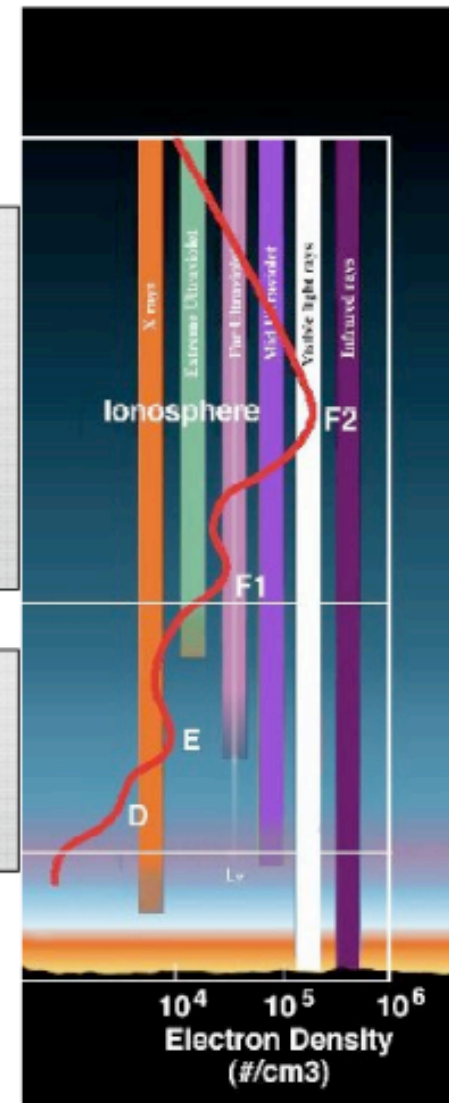 X rays
Extreme Ultraviolet
Far Ultraviolet
Mid Ultraviolet
Visible light rays
Infrared rays
Ionosphere
F2
F1
E
D
10⁴ 10⁵ 10⁶
Electron Density
(#/cm3)